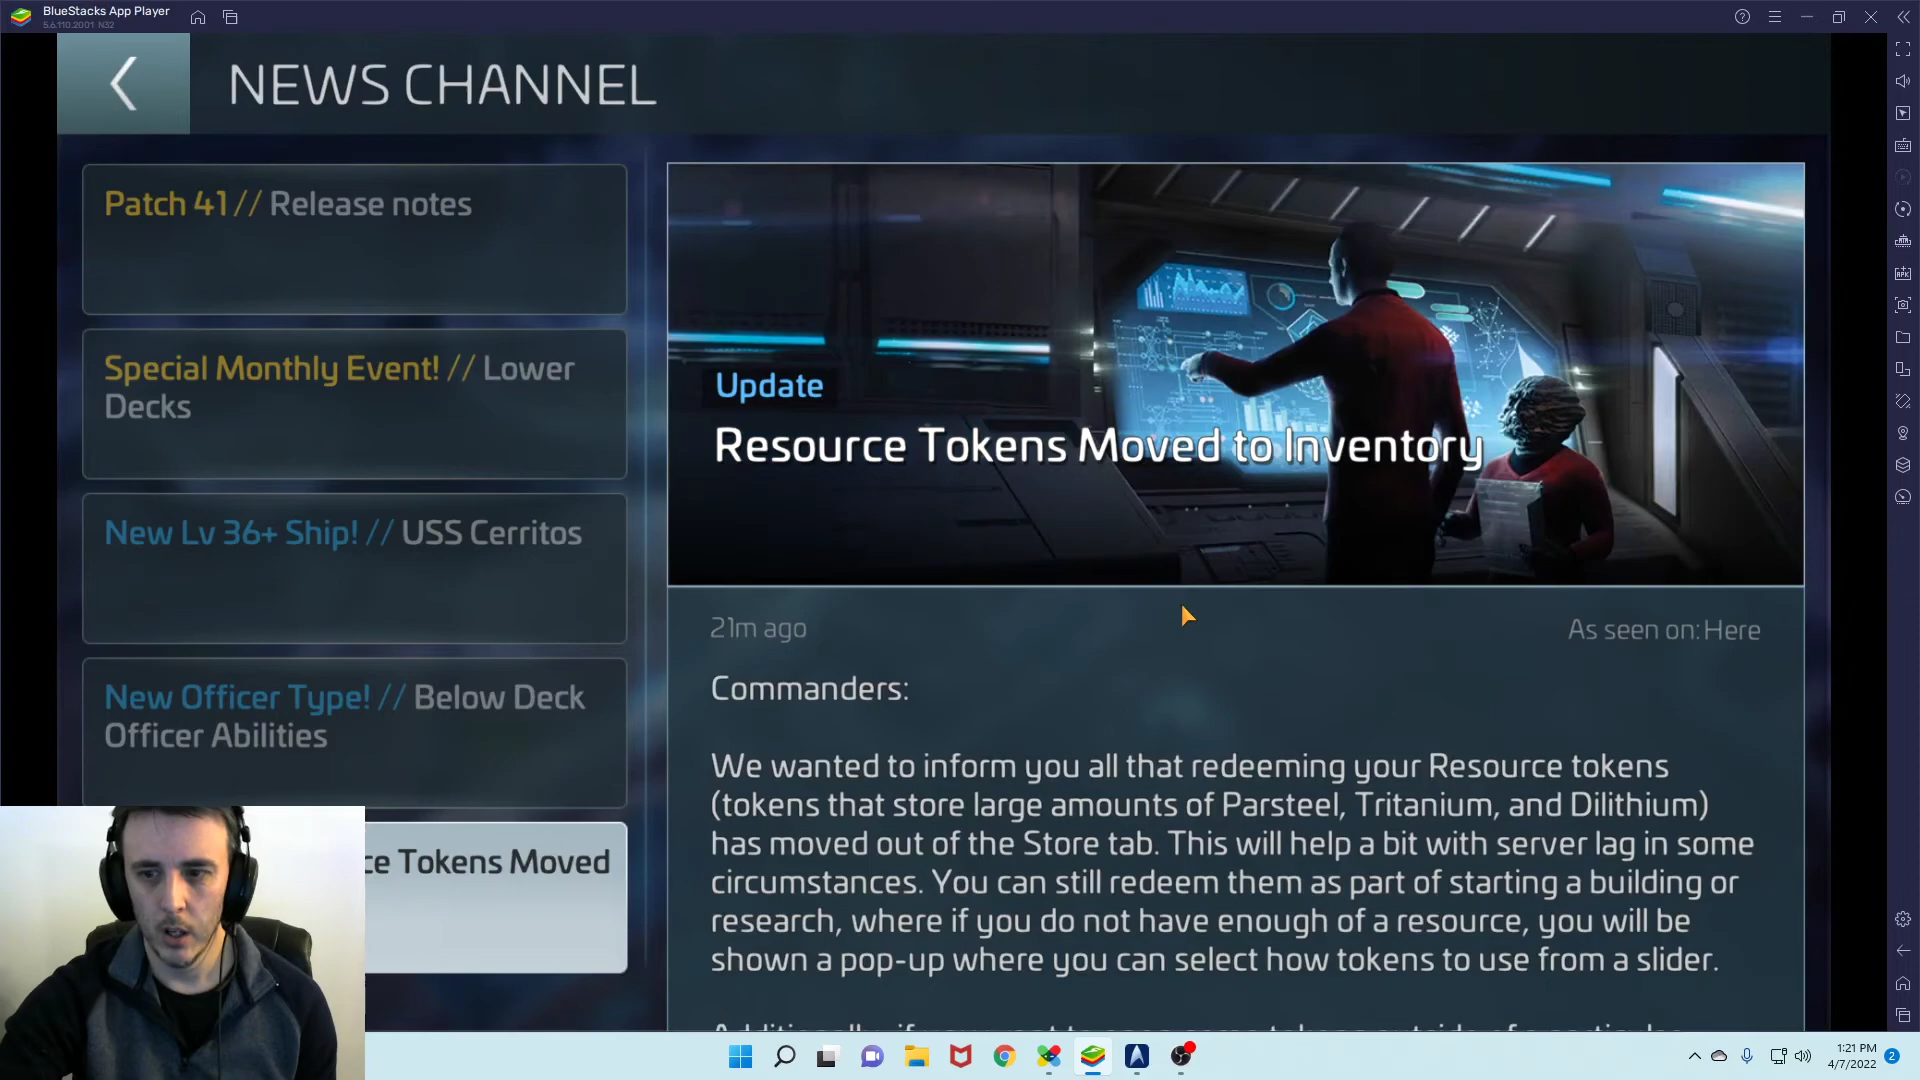 BlueStacks App Player
5.6.110.2001 N32
NEWS CHANNEL
Patch 41 // Release notes
Special Monthly Event! // Lower
Decks
New Lv 36+ Ship! // USS Cerritos
New Officer Type! // Below Deck
Officer Abilities
ce Tokens Moved
Update
Resource Tokens Moved to Inventory
21m ago
As seen on: Here
Commanders:
We wanted to inform you all that redeeming your Resource tokens
(tokens that store large amounts of Parsteel, Tritanium, and Dilithium)
has moved out of the Store tab. This will help a bit with server lag in some
circumstances. You can still redeem them as part of starting a building or
research, where if you do not have enough of a resource, you will be
shown a pop-up where you can select how tokens to use from a slider.
1:21 PM
4/7/2022
2